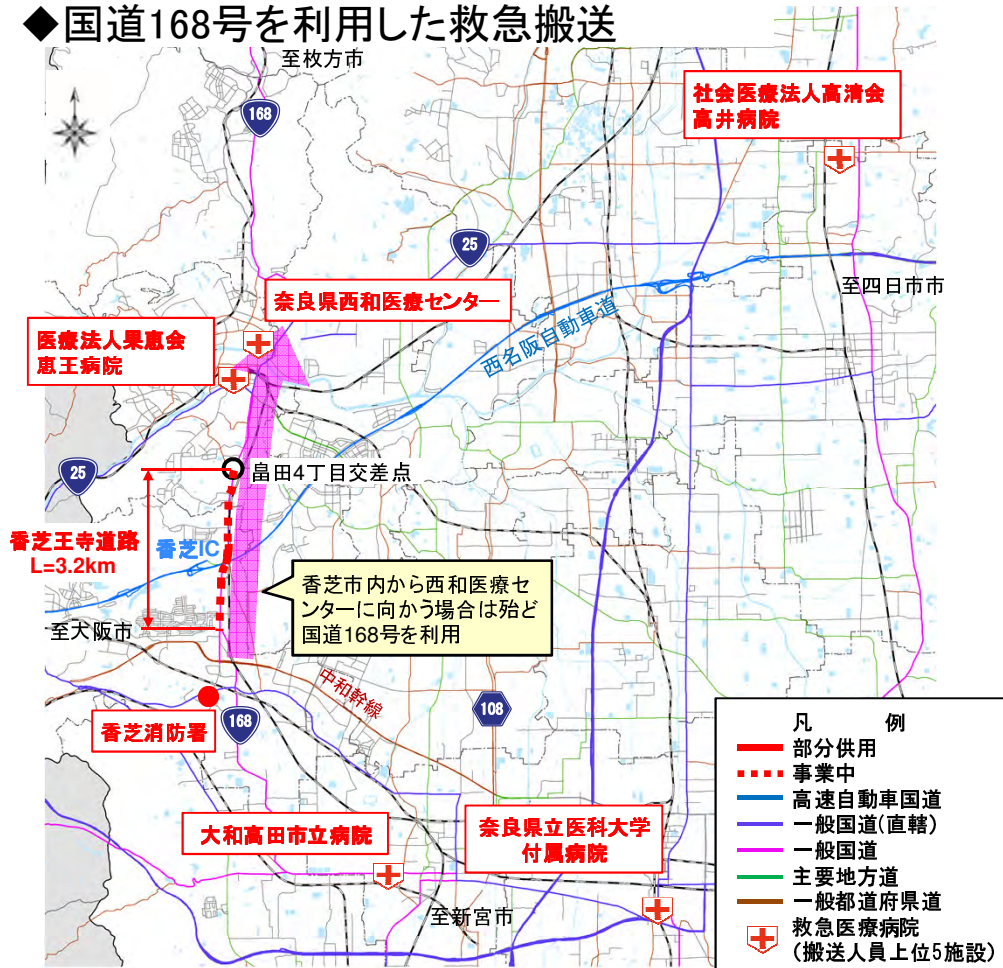 ◆国道168号を利用した救急搬送
至枚方市
168
社会医療法人高清会
高井病院
25
至四日市市
奈良県西和医療センター
西名阪自動車道
医療法人果恵会
恵王病院
25
畠田4丁目交差点
香芝王寺道路
L=3.2km
香芝IC
香芝市内から西和医療セ
ンターに向かう場合は殆ど
国道168号を利用
至大阪市
中和幹線
108
168
香芝消防署
大和高田市立病院
奈良県立医科大学
付属病院
至新宮市
凡 例
部分供用
事業中
高速自動車国道
一般国道(直轄)
一般国道
主要地方道
一般都道府県道
救急医療病院
(搬送人員上位5施設)